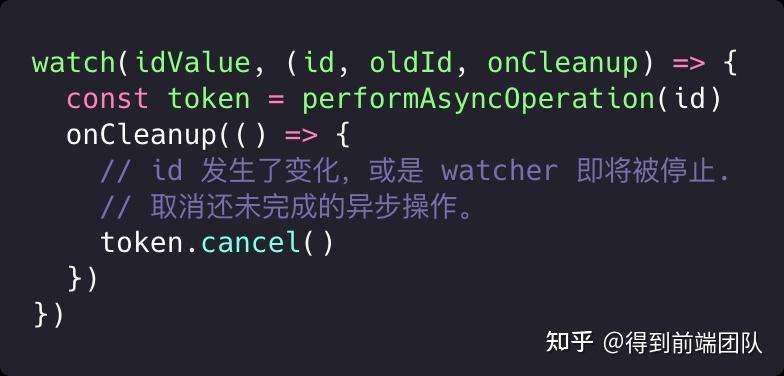 watch(idValue, (id, oldId, onCleanup) => {
  const token = performAsyncOperation(id)
  onCleanup(() => {
    // id 发生了变化，或是 watcher 即将被停止.
    // 取消还未完成的异步操作。
    token.cancel()
  })
})
知乎 @得到前端团队